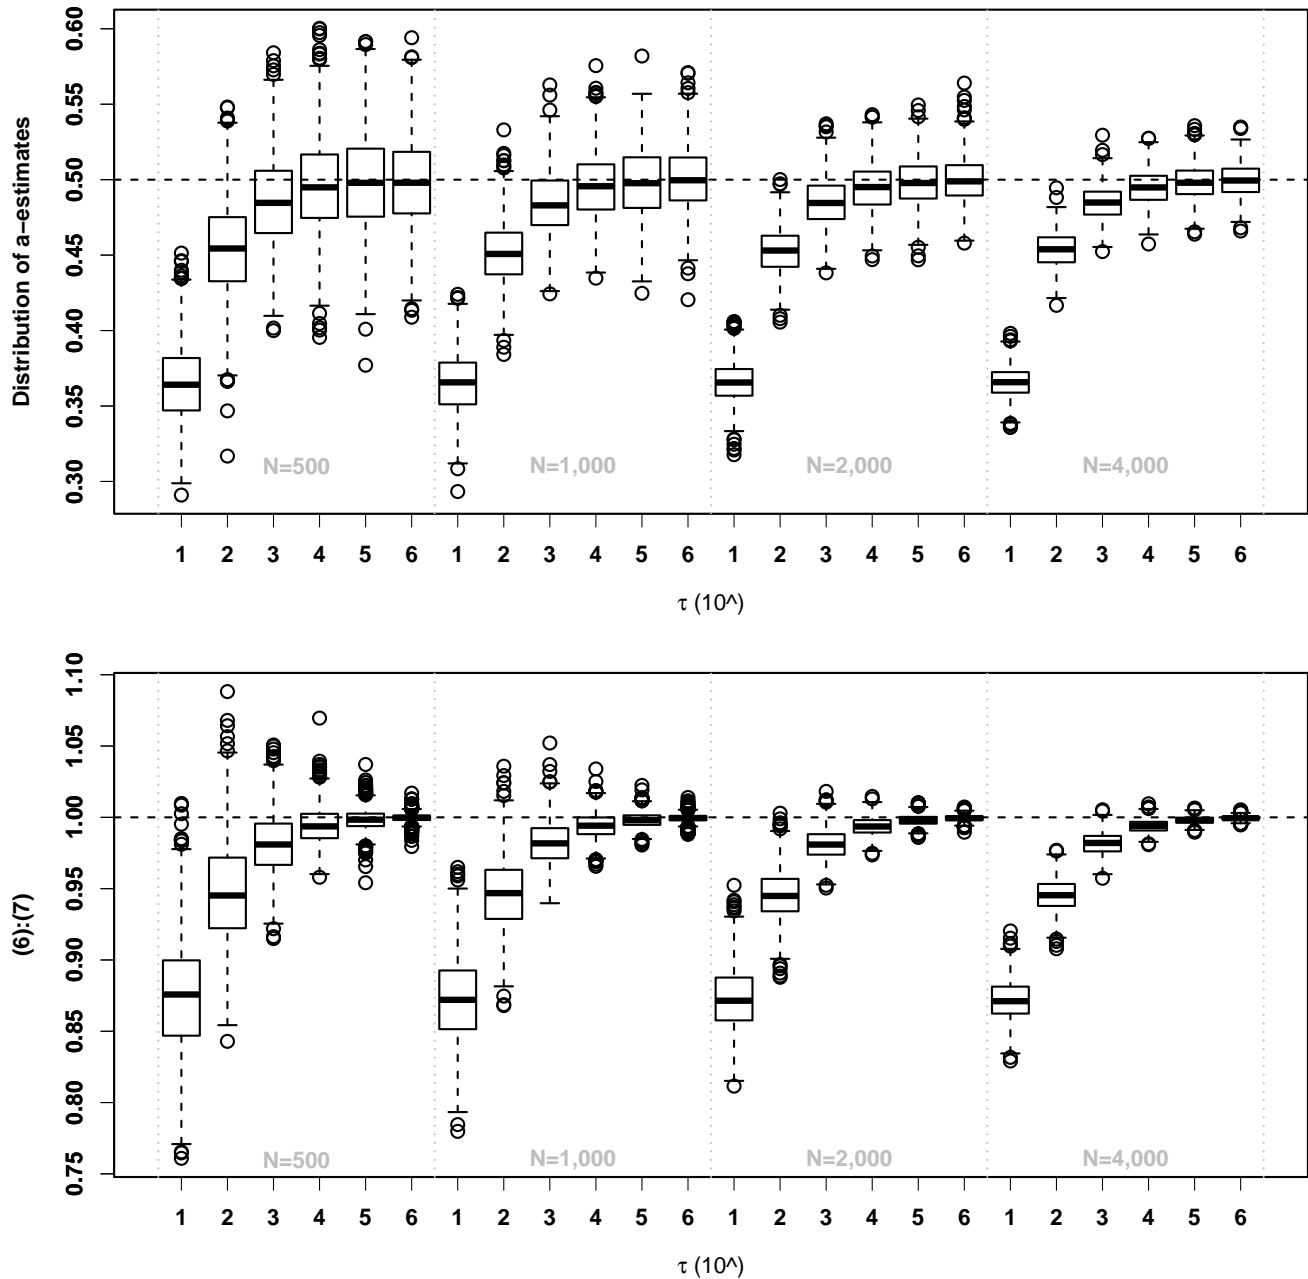 Distribution of a−estimates
0.60
0.55
0.50
0.45
0.40
0.35
0.30
N=500 N=1,000 N=2,000 N=4,000
1 2 3 4 5 6 1 2 3 4 5 6 1 2 3 4 5 6 1 2 3 4 5 6
τ (10^)
(6):(7)
1.10
1.05
1.00
0.95
0.90
0.85
0.80
0.75
N=500 N=1,000 N=2,000 N=4,000
1 2 3 4 5 6 1 2 3 4 5 6 1 2 3 4 5 6 1 2 3 4 5 6
τ (10^)